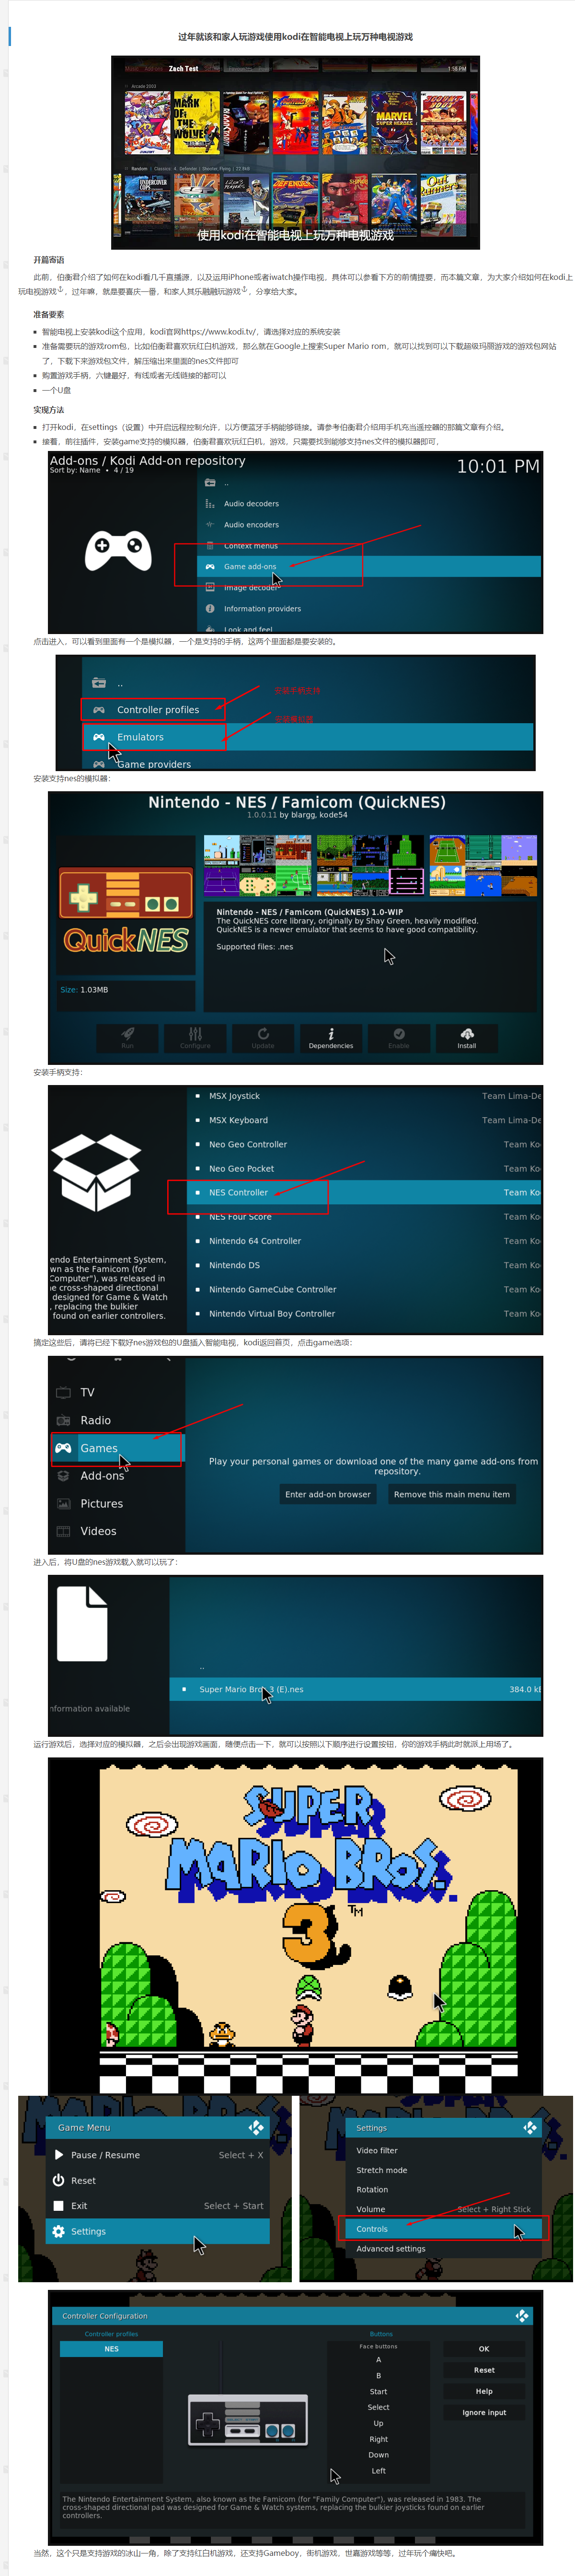 过年就该和家人玩游戏使用kodi在智能电视上玩万种电视游戏
Zach Test
1:58 PM
Arcade 1001
MARK OF THE WOLVES
MARVEL SUPER HEROES
Random | Classics
UNDERCOVER COPS
DEFENDER
Out Runners
使用kodi在智能电视上玩万种电视游戏
开篇寄语
此前，伯衡君介绍了如何在kodi看几千直播源，以及运用iPhone或者iwatch操作电视，具体可以参看下方的前情提要，而本篇文章，为大家介绍如何在kodi上
玩电视游戏，过年嘛，就是要喜庆一番，和家人其乐融融玩游戏，分享给大家。
准备要素
智能电视上安装kodi这个应用，kodi官网https://www.kodi.tv/，请选择对应的系统安装
准备需要玩的游戏rom包，比如伯衡君喜欢玩红白机游戏，那么就在Google上搜索Super Mario rom，就可以找到可以下载超级玛丽游戏的游戏包网站
了，下载下来游戏包文件，解压缩出来里面的nes文件即可
购置游戏手柄，六键最好，有线或者无线链接的都可以
一个U盘
实现方法
打开kodi，在settings（设置）中开启远程控制允许，以方便蓝牙手柄能够链接。请参考伯衡君介绍用手机充当遥控器的那篇文章有介绍。
接着，前往插件，安装game支持的模拟器，伯衡君喜欢玩红白机，游戏，只需要找到能够支持nes文件的模拟器即可，
Add-ons / Kodi Add-on repository
Sort by: Name • 4 / 19
10:01 PM
..
Audio decoders
Audio encoders
Context menus
Game add-ons
Image decoder
Information providers
Look and feel
点击进入，可以看到里面有一个是模拟器，一个是支持的手柄，这两个里面都是要安装的。
..
安装手柄支持
Controller profiles
安装模拟器
Emulators
Game providers
安装支持nes的模拟器：
Nintendo - NES / Famicom (QuickNES)
1.0.0.11 by blargg, kode54
QuickNES
Nintendo - NES / Famicom (QuickNES) 1.0-WIP
The QuickNES core library, originally by Shay Green, heavily modified.
QuickNES is a newer emulator that seems to have good compatibility.
Supported files: .nes
Size: 1.03MB
Run
Configure
Update
Dependencies
Enable
Install
安装手柄支持：
MSX Joystick Team Lima-De
MSX Keyboard Team Lima-De
Neo Geo Controller Team Ko
Neo Geo Pocket Team Ko
NES Controller Team Ko
NES Four Score Team Ko
Nintendo 64 Controller Team Ko
Nintendo DS Team Ko
Nintendo GameCube Controller Team Ko
Nintendo Virtual Boy Controller Team Ko
endo Entertainment System,
wn as the Famicom (for
Computer"), was released in
e cross-shaped directional
designed for Game & Watch
, replacing the bulkier
found on earlier controllers.
搞定这些后，请将已经下载好nes游戏包的U盘插入智能电视，kodi返回首页，点击game选项：
TV
Radio
Games
Add-ons
Pictures
Videos
Play your personal games or download one of the many game add-ons from
repository.
Enter add-on browser
Remove this main menu item
进入后，将U盘的nes游戏载入就可以玩了：
..
Super Mario Bros 3 (E).nes 384.0 kB
nformation available
运行游戏后，选择对应的模拟器，之后会出现游戏画面，随便点击一下，就可以按照以下顺序进行设置按钮，你的游戏手柄此时就派上用场了。
SUPER
MARIO BROS.
3 TM
Game Menu
Pause / Resume Select + X
Reset
Exit Select + Start
Settings
Settings
Video filter
Stretch mode
Rotation
Volume Select + Right Stick
Controls
Advanced settings
Controller Configuration
Controller profiles
NES
Buttons
Face buttons
A
B
Start
Select
Up
Right
Down
Left
OK
Reset
Help
Ignore input
The Nintendo Entertainment System, also known as the Famicom (for "Family Computer"), was released in 1983. The
cross-shaped directional pad was designed for Game & Watch systems, replacing the bulkier joysticks found on earlier
controllers.
当然，这个只是支持游戏的冰山一角，除了支持红白机游戏，还支持Gameboy，街机游戏，世嘉游戏等等，过年玩个痛快吧。